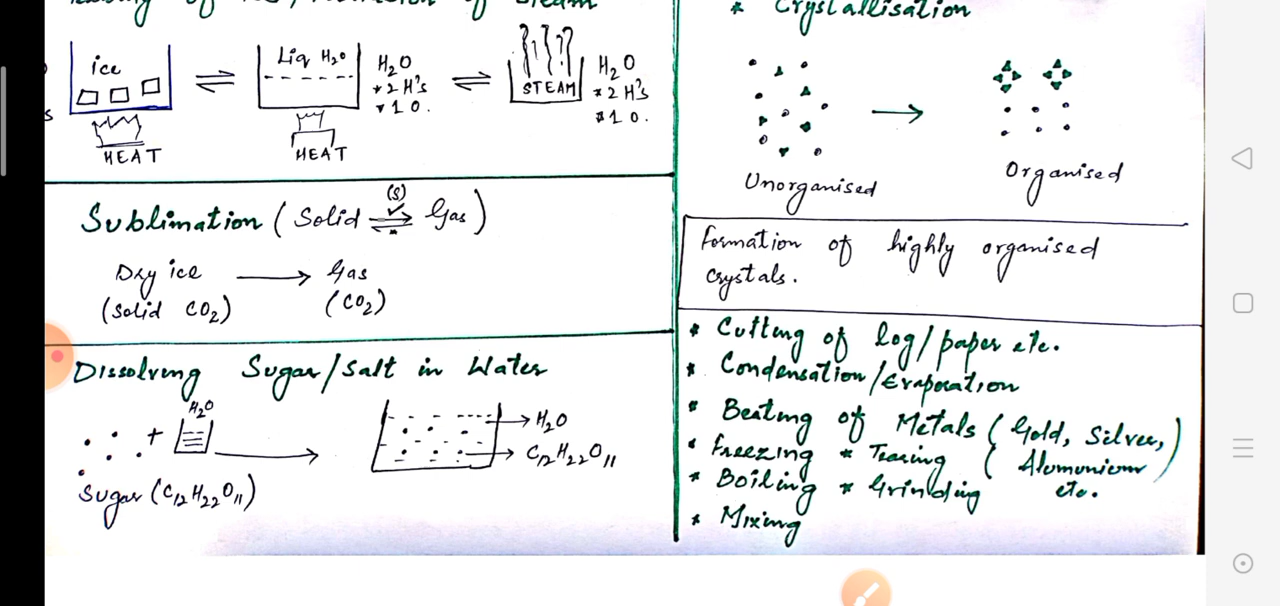 ice
Liq H₂O
H₂O
* 2 H's
* 1 O.
STEAM
H₂O
* 2 H's
* 1 O.
HEAT
HEAT
Sublimation (Solid ⇌ Gas)
(s)
Dry ice → Gas
(Solid CO₂) (CO₂)
Dissolving Sugar/Salt in Water
H₂O
+
→ H₂O
→ C₁₂H₂₂O₁₁
Sugar (C₁₂H₂₂O₁₁)
* Crystallisation
Unorganised
Organised
Formation of highly organised
crystals.
* Cutting of log/paper etc.
* Condensation/Evaporation
* Beating of Metals (Gold, Silver,
* Freezing * Tearing
Alumunium)
* Boiling * Grinding
etc.
* Mixing